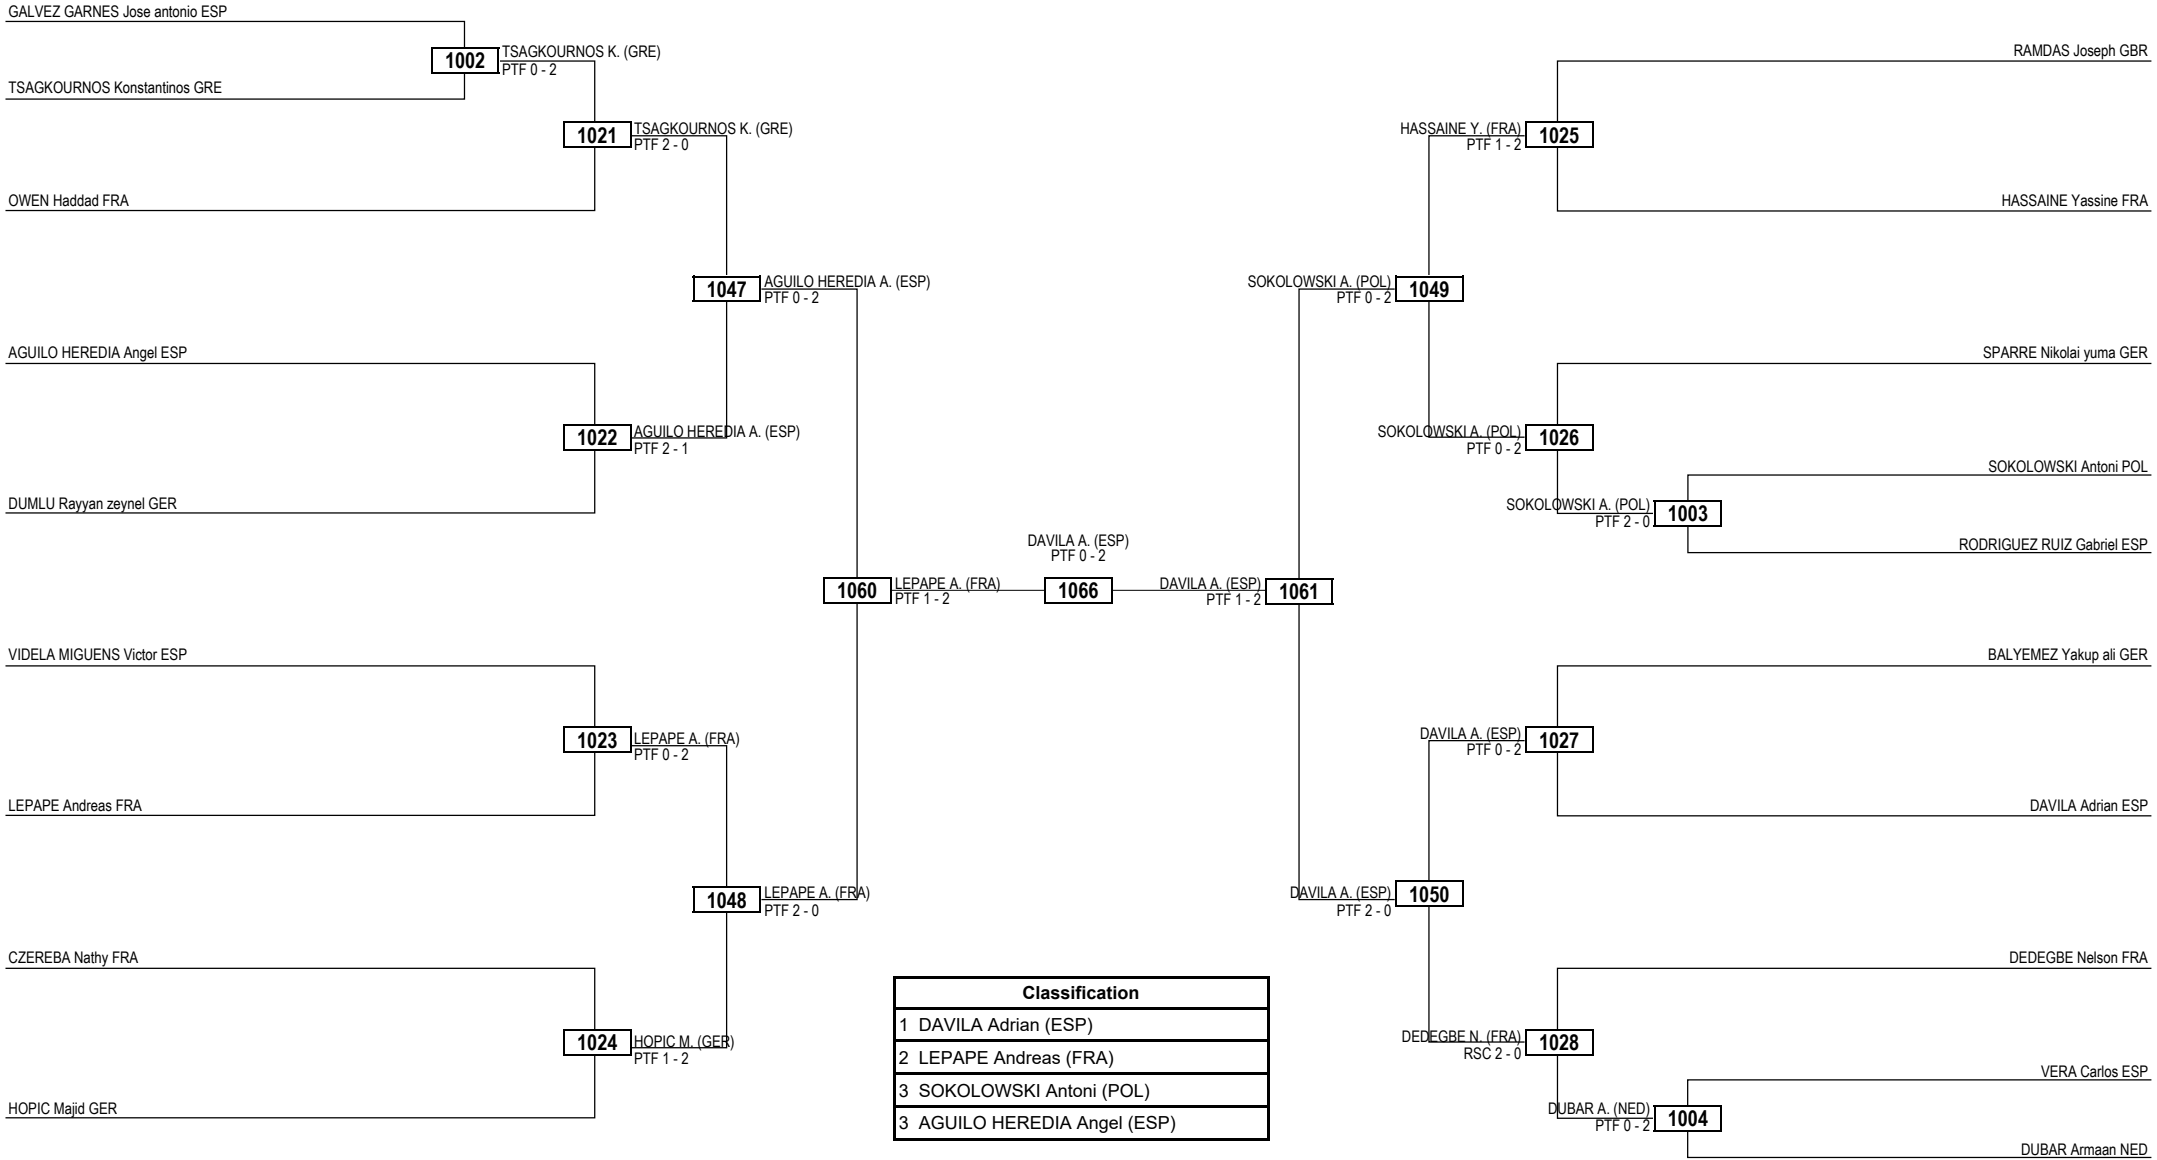 GALVEZ GARNES Jose antonio ESP
1002
TSAGKOURNOS K. (GRE)
PTF 0 - 2
TSAGKOURNOS Konstantinos GRE
1021
TSAGKOURNOS K. (GRE)
PTF 2 - 0
OWEN Haddad FRA
1047
AGUILO HEREDIA A. (ESP)
PTF 0 - 2
AGUILO HEREDIA Angel ESP
1022
AGUILO HEREDIA A. (ESP)
PTF 2 - 1
DUMLU Rayyan zeynel GER
1060
LEPAPE A. (FRA)
PTF 1 - 2
VIDELA MIGUENS Victor ESP
1023
LEPAPE A. (FRA)
PTF 0 - 2
LEPAPE Andreas FRA
1048
LEPAPE A. (FRA)
PTF 2 - 0
CZEREBA Nathy FRA
1024
HOPIC M. (GER)
PTF 1 - 2
HOPIC Majid GER
DAVILA A. (ESP)
PTF 0 - 2
1066
RAMDAS Joseph GBR
HASSAINE Y. (FRA)
PTF 1 - 2
1025
HASSAINE Yassine FRA
SOKOLOWSKI A. (POL)
PTF 0 - 2
1049
SPARRE Nikolai yuma GER
SOKOLOWSKI A. (POL)
PTF 0 - 2
1026
SOKOLOWSKI Antoni POL
SOKOLOWSKI A. (POL)
PTF 2 - 0
1003
RODRIGUEZ RUIZ Gabriel ESP
DAVILA A. (ESP)
PTF 1 - 2
1061
BALYEMEZ Yakup ali GER
DAVILA A. (ESP)
PTF 0 - 2
1027
DAVILA Adrian ESP
DAVILA A. (ESP)
PTF 2 - 0
1050
DEDEGBE Nelson FRA
DEDEGBE N. (FRA)
RSC 2 - 0
1028
VERA Carlos ESP
DUBAR A. (NED)
PTF 0 - 2
1004
DUBAR Armaan NED
Classification
1 DAVILA Adrian (ESP)
2 LEPAPE Andreas (FRA)
3 SOKOLOWSKI Antoni (POL)
3 AGUILO HEREDIA Angel (ESP)